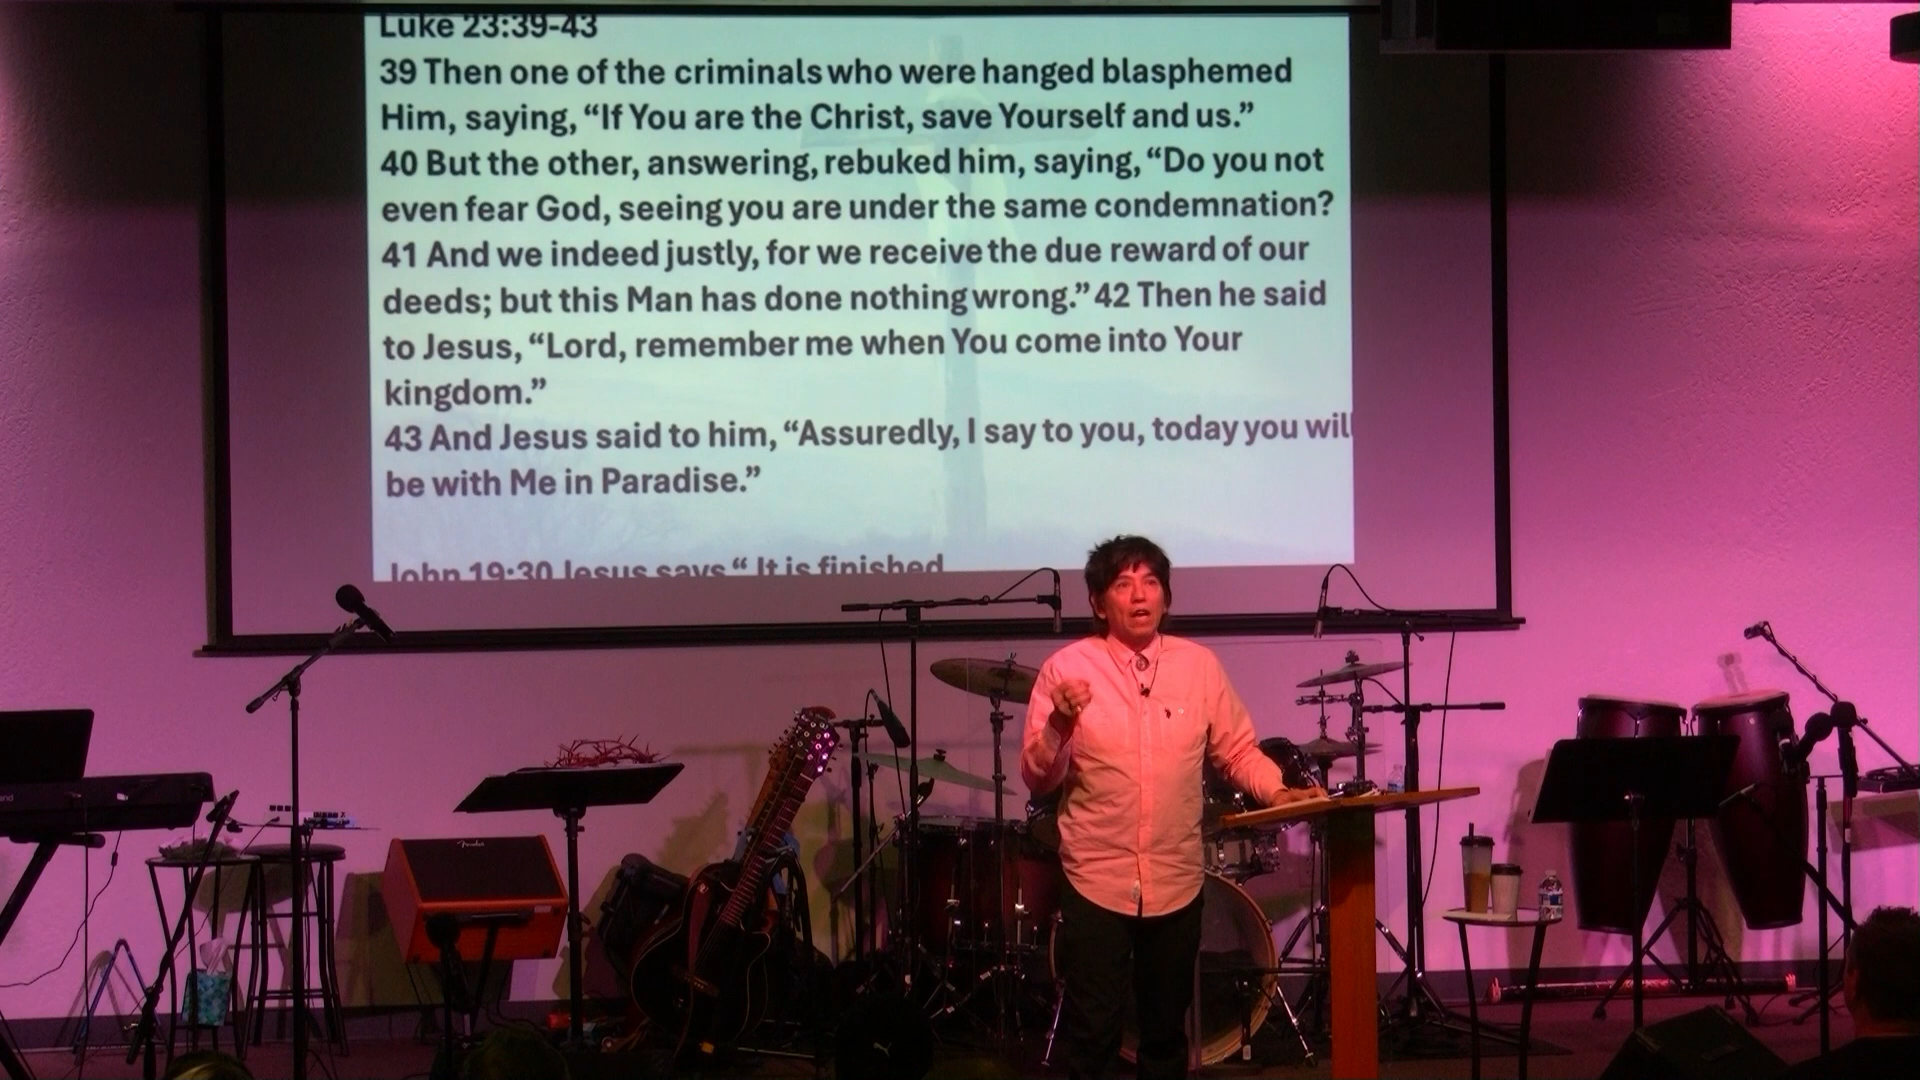 Luke 23:39-43
39 Then one of the criminals who were hanged blasphemed
Him, saying, “If You are the Christ, save Yourself and us.”
40 But the other, answering, rebuked him, saying, “Do you not
even fear God, seeing you are under the same condemnation?
41 And we indeed justly, for we receive the due reward of our
deeds; but this Man has done nothing wrong.” 42 Then he said
to Jesus, “Lord, remember me when You come into Your
kingdom.”
43 And Jesus said to him, “Assuredly, I say to you, today you will
be with Me in Paradise.”
John 19:30 Jesus says “ It is finished
Fender